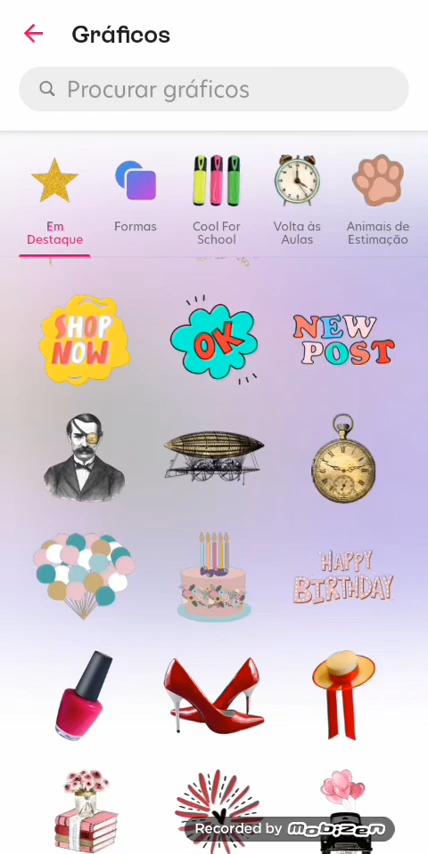 Gráficos
Procurar gráficos
Em
Destaque
Formas
Cool For
School
Volta às
Aulas
Animais de
Estimação
SHOP
NOW
OK
NEW
POST
HAPPY
BIRTHDAY
Recorded by MOBIZEN